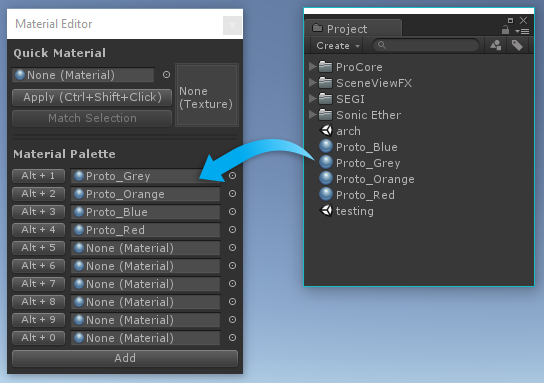 Material Editor
Quick Material
None (Material)
Apply (Ctrl+Shift+Click)
Match Selection
None
(Texture)
Material Palette
Alt + 1 Proto_Grey
Alt + 2 Proto_Orange
Alt + 3 Proto_Blue
Alt + 4 Proto_Red
Alt + 5 None (Material)
Alt + 6 None (Material)
Alt + 7 None (Material)
Alt + 8 None (Material)
Alt + 9 None (Material)
Alt + 0 None (Material)
Add
Project
Create
ProCore
SceneViewFX
SEGI
Sonic Ether
arch
Proto_Blue
Proto_Grey
Proto_Orange
Proto_Red
testing